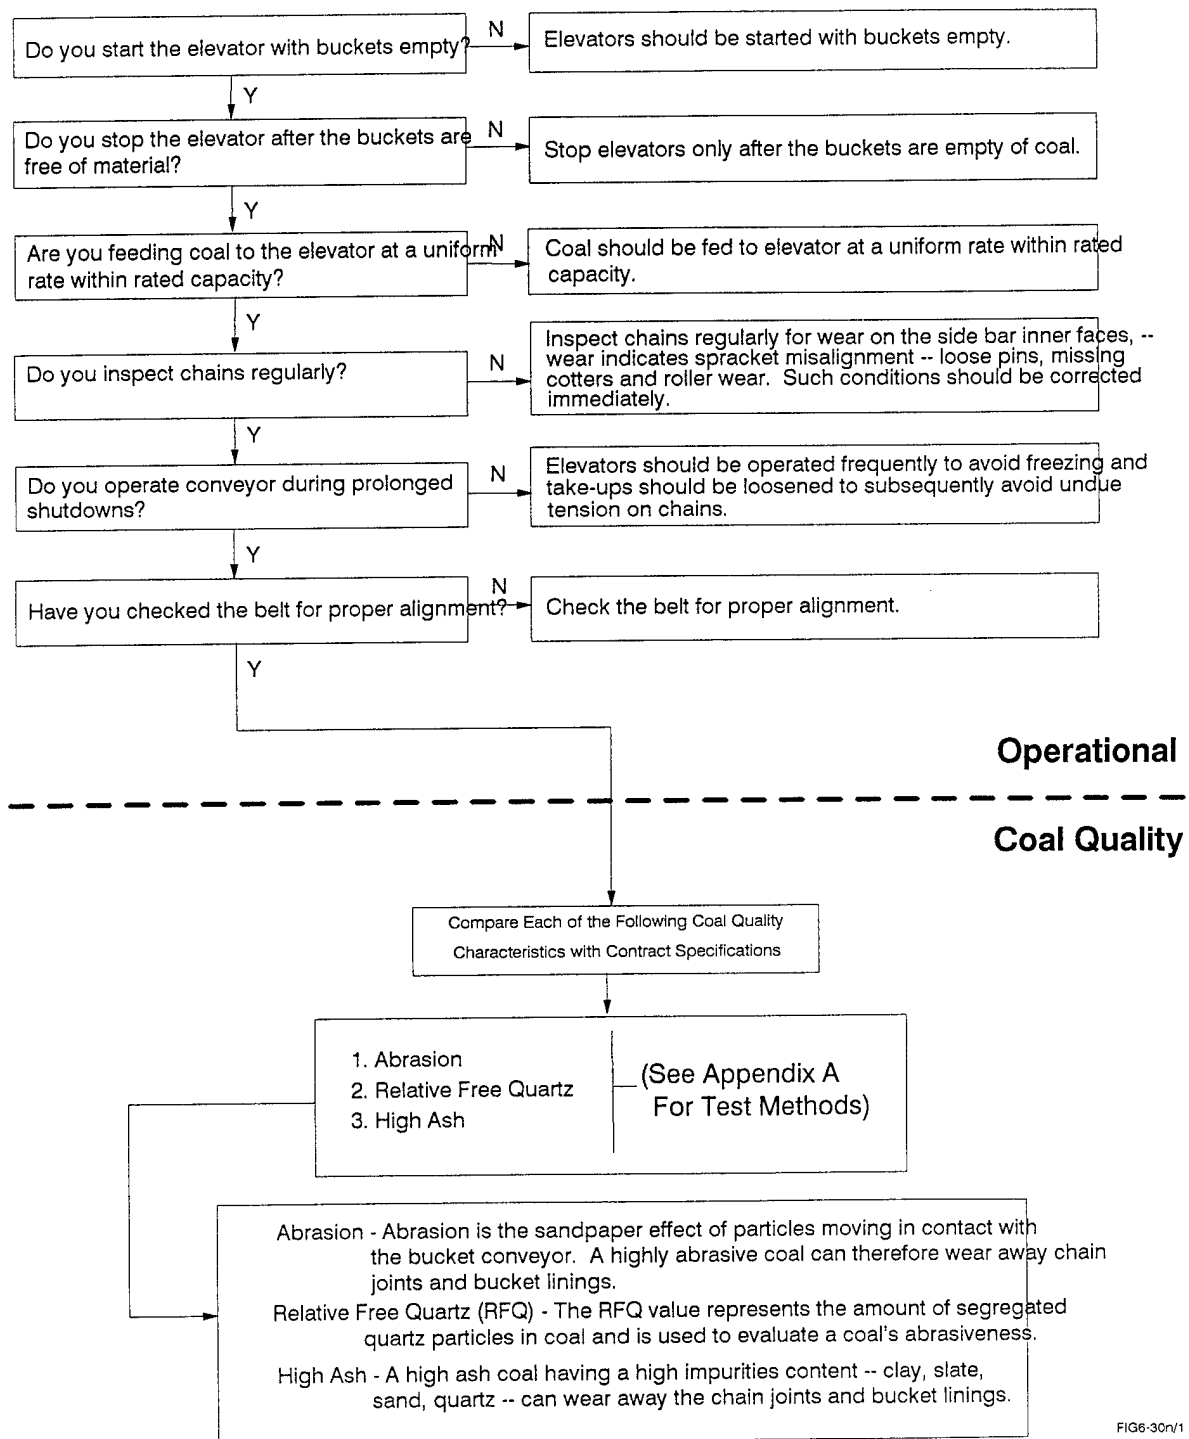 Do you start the elevator with buckets empty?
N
Elevators should be started with buckets empty.
Y
Do you stop the elevator after the buckets are
free of material?
N
Stop elevators only after the buckets are empty of coal.
Y
Are you feeding coal to the elevator at a uniform
rate within rated capacity?
N
Coal should be fed to elevator at a uniform rate within rated
capacity.
Y
Do you inspect chains regularly?
N
Inspect chains regularly for wear on the side bar inner faces, --
wear indicates spracket misalignment -- loose pins, missing
cotters and roller wear. Such conditions should be corrected
immediately.
Y
Do you operate conveyor during prolonged
shutdowns?
N
Elevators should be operated frequently to avoid freezing and
take-ups should be loosened to subsequently avoid undue
tension on chains.
Y
Have you checked the belt for proper alignment?
N
Check the belt for proper alignment.
Y
Operational
Coal Quality
Compare Each of the Following Coal Quality
Characteristics with Contract Specifications
1. Abrasion
2. Relative Free Quartz
3. High Ash
(See Appendix A
For Test Methods)
Abrasion - Abrasion is the sandpaper effect of particles moving in contact with
the bucket conveyor. A highly abrasive coal can therefore wear away chain
joints and bucket linings.
Relative Free Quartz (RFQ) - The RFQ value represents the amount of segregated
quartz particles in coal and is used to evaluate a coal's abrasiveness.
High Ash - A high ash coal having a high impurities content -- clay, slate,
sand, quartz -- can wear away the chain joints and bucket linings.
FIG6-30n/1